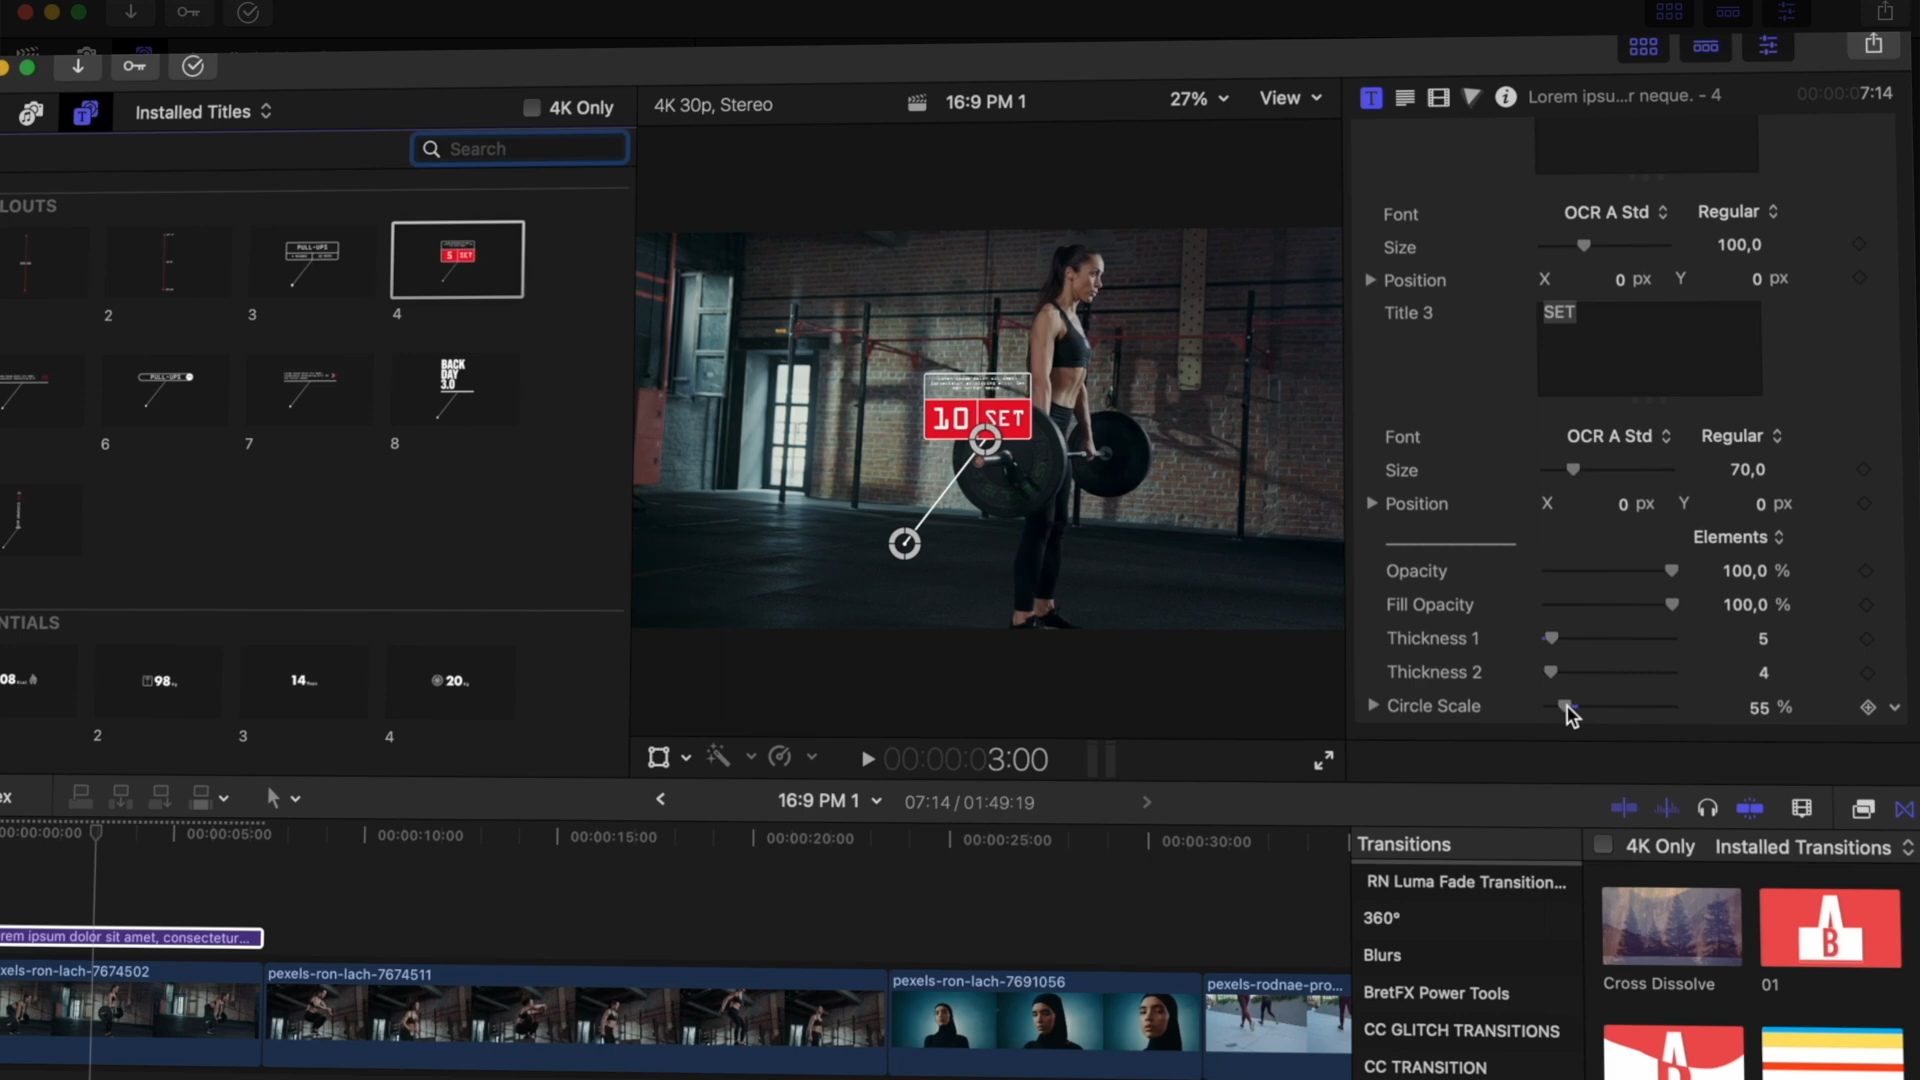 Installed Titles
4K Only
Search
LOUTS
2
3
4
PULL-UPS
5 SET
6
7
8
PULL-UPS
BACK
DAY
3.0
NTIALS
08
98
14
20
2
3
4
4K 30p, Stereo
16:9 PM 1
27%
View
10 SET
00:00:03:00
Lorem ipsu...r neque. - 4
00:00:07:14
Font OCR A Std Regular
Size 100,0
Position X 0 px Y 0 px
Title 3 SET
Font OCR A Std Regular
Size 70,0
Position X 0 px Y 0 px
Elements
Opacity 100,0 %
Fill Opacity 100,0 %
Thickness 1 5
Thickness 2 4
Circle Scale 55 %
ex
16:9 PM 1
07:14 / 01:49:19
00:00:00:00
00:00:05:00
00:00:10:00
00:00:15:00
00:00:20:00
00:00:25:00
00:00:30:00
rem ipsum dolor sit amet, consectetur...
xels-ron-lach-7674502
pexels-ron-lach-7674511
pexels-ron-lach-7691056
pexels-rodnae-pro...
Transitions
4K Only
Installed Transitions
RN Luma Fade Transition...
360°
Blurs
BretFX Power Tools
CC GLITCH TRANSITIONS
CC TRANSITION
Cross Dissolve
A
B
01
A